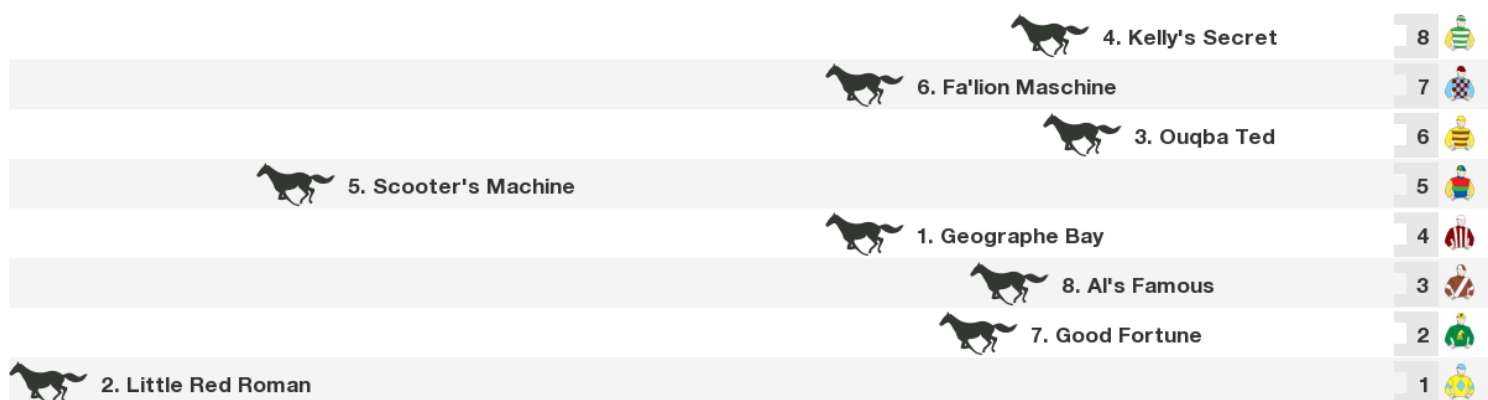 4. Kelly's Secret 8
6. Fa'lion Maschine 7
3. Ouqba Ted 6
5. Scooter's Machine 5
1. Geographe Bay 4
8. Al's Famous 3
7. Good Fortune 2
2. Little Red Roman 1